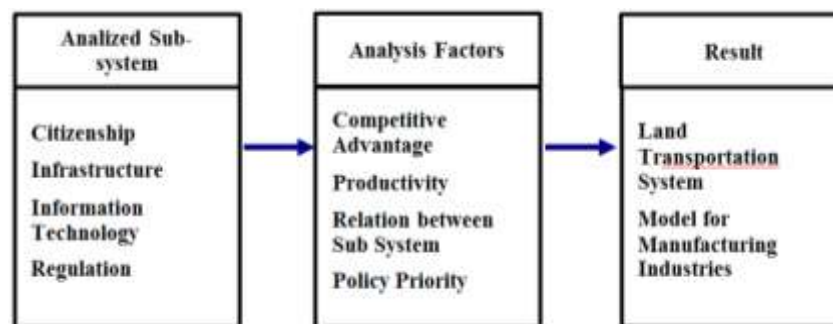 Analized Sub-
system
Citizenship
Infrastructure
Information
Technology
Regulation
Analysis Factors
Competitive
Advantage
Productivity
Relation between
Sub System
Policy Priority
Result
Land
Transportation
System
Model for
Manufacturing
Industries